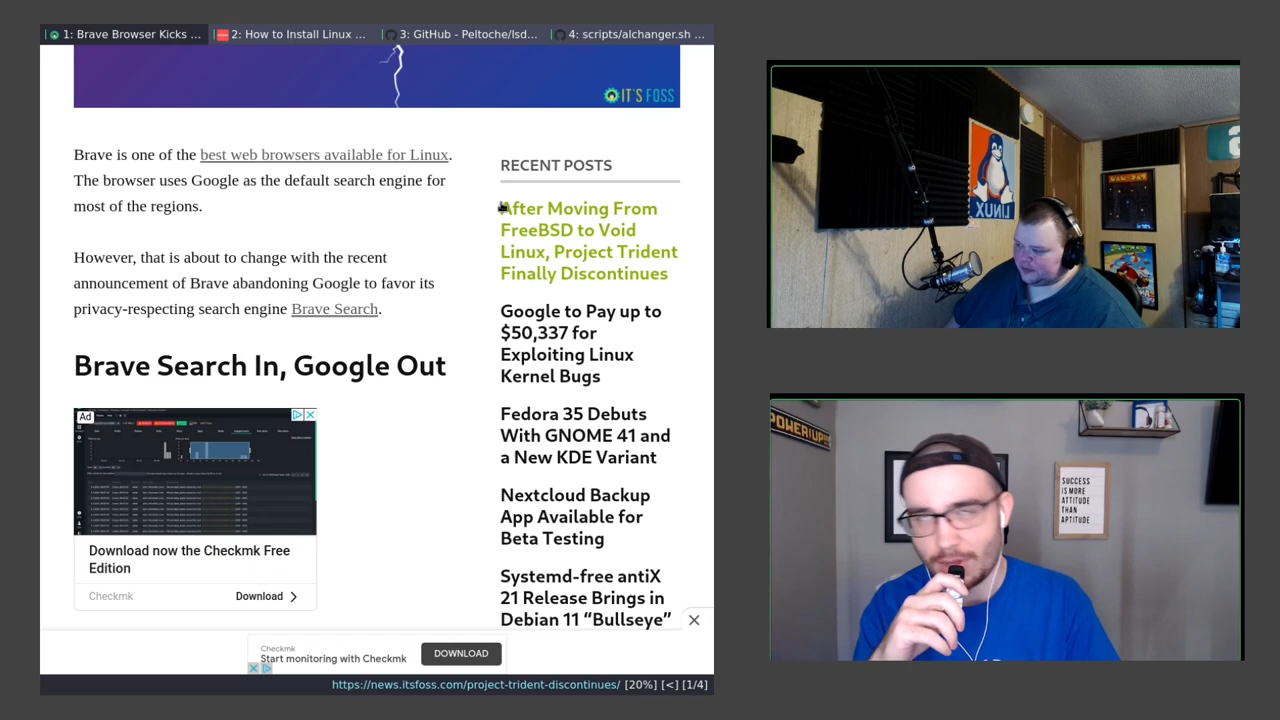 1: Brave Browser Kicks ...
2: How to Install Linux ...
3: GitHub - Peltoche/lsd...
4: scripts/alchanger.sh ...
IT'S FOSS
Brave is one of the best web browsers available for Linux.
The browser uses Google as the default search engine for
most of the regions.
However, that is about to change with the recent
announcement of Brave abandoning Google to favor its
privacy-respecting search engine Brave Search.
Brave Search In, Google Out
Ad
Download now the Checkmk Free
Edition
Checkmk
Download
RECENT POSTS
After Moving From
FreeBSD to Void
Linux, Project Trident
Finally Discontinues
Google to Pay up to
$50,337 for
Exploiting Linux
Kernel Bugs
Fedora 35 Debuts
With GNOME 41 and
a New KDE Variant
Nextcloud Backup
App Available for
Beta Testing
Systemd-free antiX
21 Release Brings in
Debian 11 “Bullseye”
Checkmk
Start monitoring with Checkmk
DOWNLOAD
https://news.itsfoss.com/project-trident-discontinues/ [20%] [<] [1/4]
LINUX
POWER UP!!
SUCCESS
IS MORE
ATTITUDE
THAN
APTITUDE